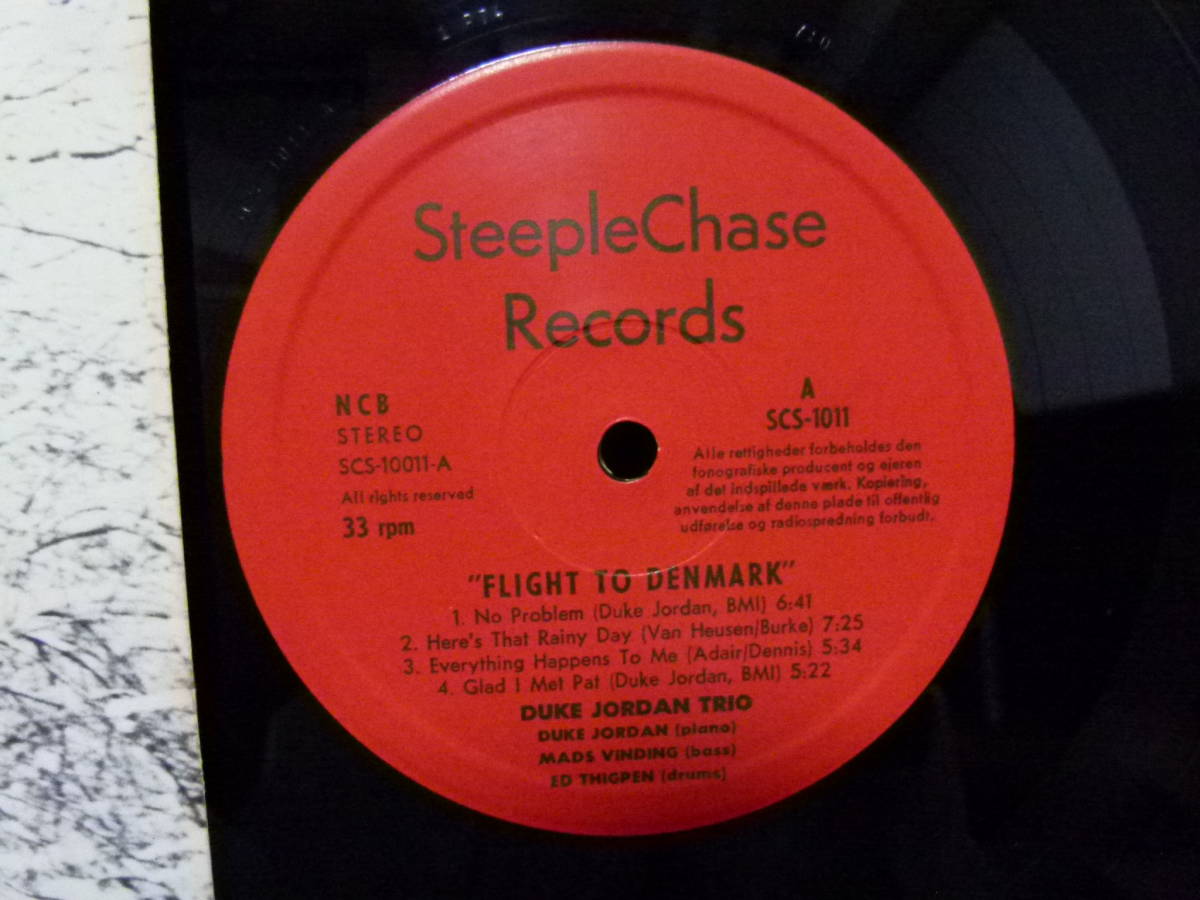 SteepleChase
Records
NCB
STEREO
SCS-10011-A
All rights reserved
33 rpm
A
SCS-1011
Alle rettigheder forbeholdes den
fonografiske producent og ejeren
af det indspillede værk. Kopiering,
anvendelse af denne plade til offentlig
udførelse og radiospredning forbudt.
"FLIGHT TO DENMARK"
1. No Problem (Duke Jordan, BMI) 6:41
2. Here's That Rainy Day (Van Heusen/Burke) 7:25
3. Everything Happens To Me (Adair/Dennis) 5:34
4. Glad I Met Pat (Duke Jordan, BMI) 5:22
DUKE JORDAN TRIO
DUKE JORDAN (piano)
MADS VINDING (bass)
ED THIGPEN (drums)